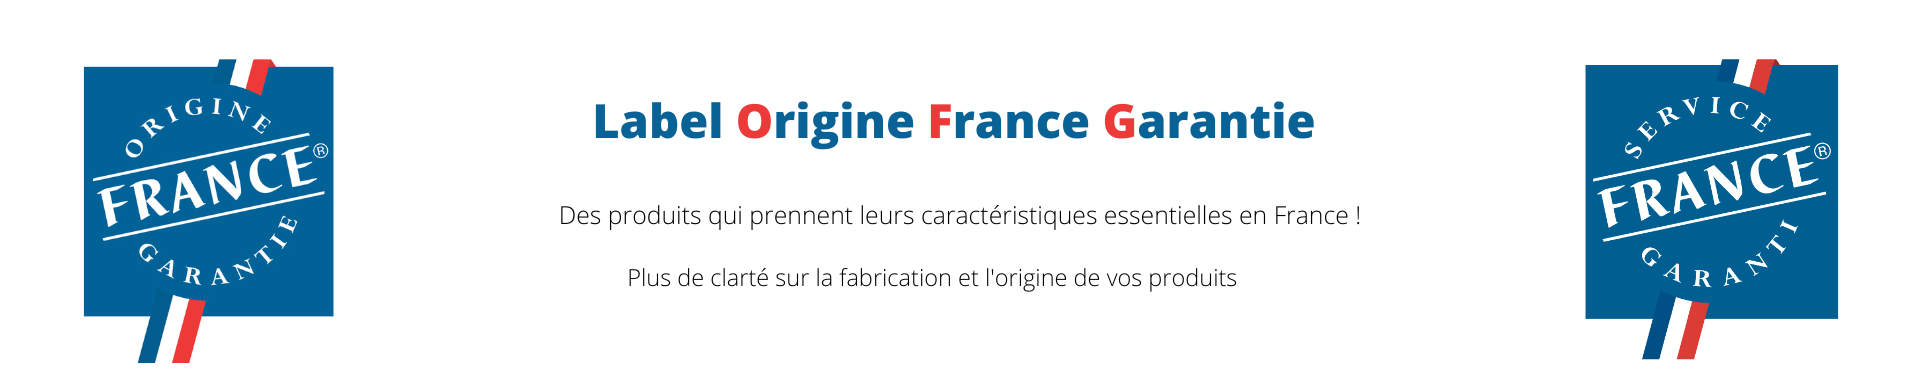 ORIGINE
FRANCE®
GARANTIE
Label Origine France Garantie
Des produits qui prennent leurs caractéristiques essentielles en France !
Plus de clarté sur la fabrication et l'origine de vos produits
SERVICE
FRANCE®
GARANTI